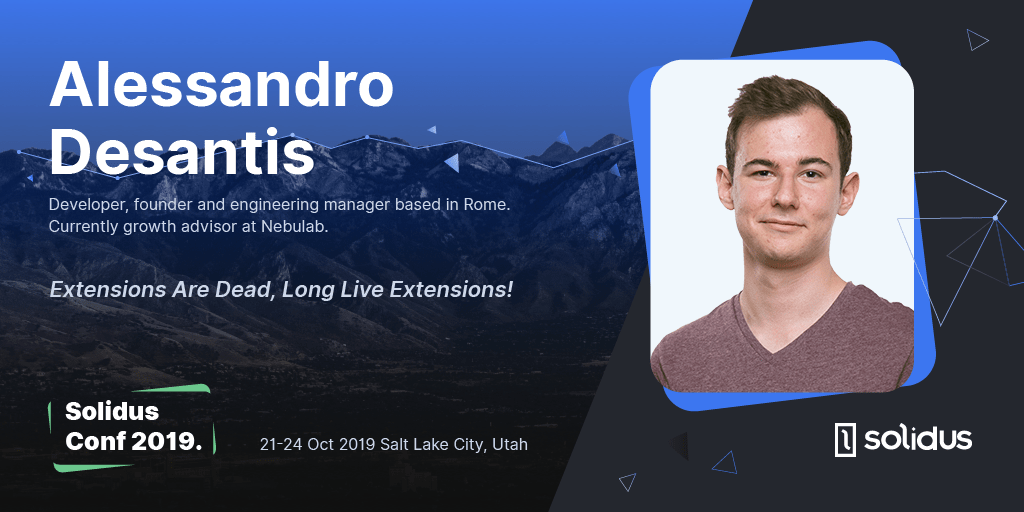 Alessandro
Desantis
Developer, founder and engineering manager based in Rome.
Currently growth advisor at Nebulab.
Extensions Are Dead, Long Live Extensions!
Solidus
Conf 2019.
21-24 Oct 2019 Salt Lake City, Utah
solidus